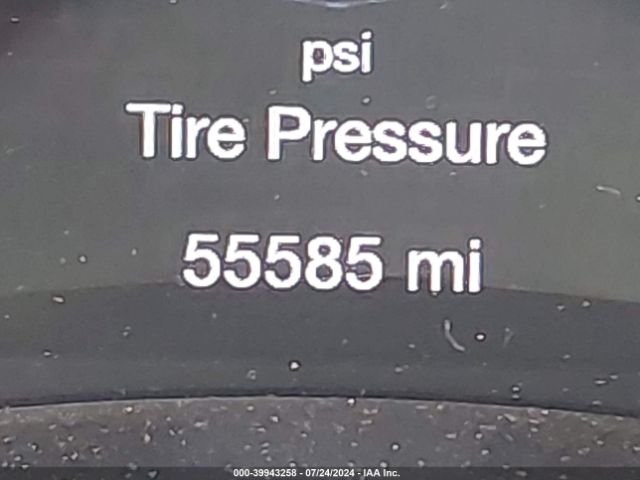 psi
Tire Pressure
55585 mi
000-39943258 - 07/24/2024 - IAA Inc.